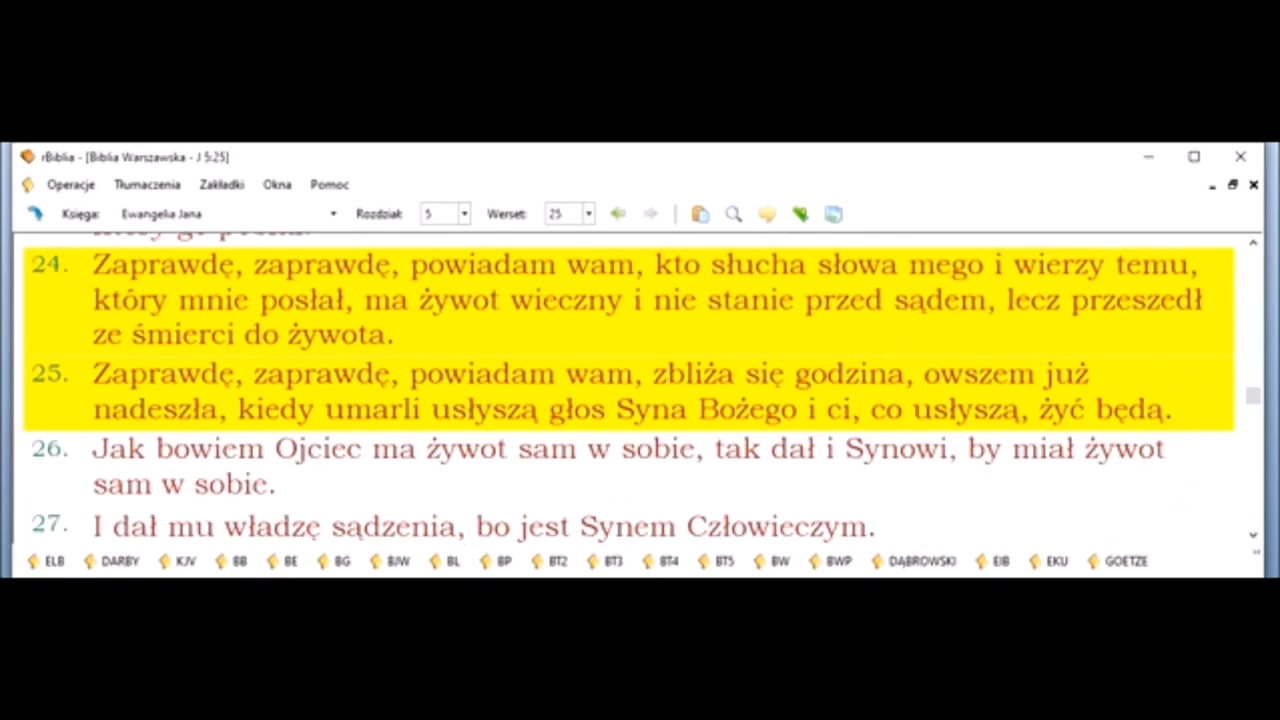 rBiblia - [Biblia Warszawska - J 5:25]
Operacje Tłumaczenia Zakładki Okna Pomoc
Księga: Ewangelia Jana Rozdział: 5 Werset: 25
24. Zaprawdę, zaprawdę, powiadam wam, kto słucha słowa mego i wierzy temu,
który mnie posłał, ma żywot wieczny i nie stanie przed sądem, lecz przeszedł
ze śmierci do żywota.
25. Zaprawdę, zaprawdę, powiadam wam, zbliża się godzina, owszem już
nadeszła, kiedy umarli usłyszą głos Syna Bożego i ci, co usłyszą, żyć będą.
26. Jak bowiem Ojciec ma żywot sam w sobie, tak dał i Synowi, by miał żywot
sam w sobie.
27. I dał mu władzę sądzenia, bo jest Synem Człowieczym.
ELB DARBY KJV BB BE BG BJW BL BP BT2 BT3 BT4 BT5 BW BWP DĄBROWSKI EIB EKU GOETZE